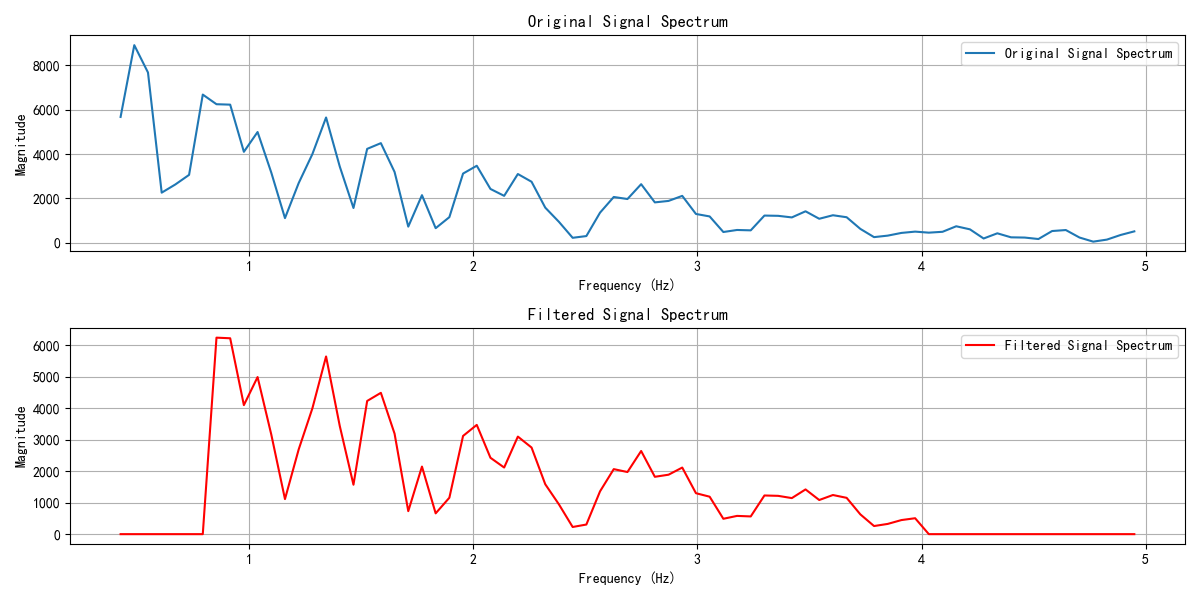 Original Signal Spectrum
Original Signal Spectrum
Magnitude
8000
6000
4000
2000
0
1 2 3 4 5
Frequency (Hz)
Filtered Signal Spectrum
Filtered Signal Spectrum
Magnitude
6000
5000
4000
3000
2000
1000
0
1 2 3 4 5
Frequency (Hz)